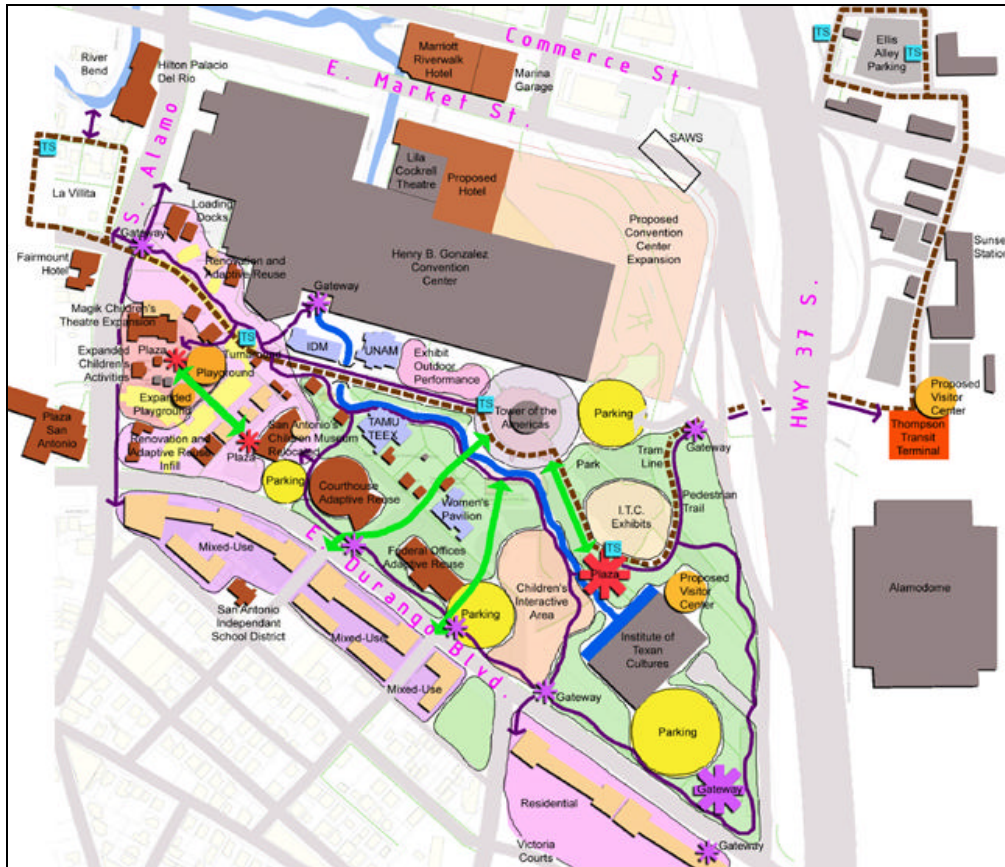 River
Bend
Hilton Palacio
Del Rio
Marriott
Riverwalk
Hotel
Marina
Garage
Commerce St.
E. Market St.
TS
TS
Ellis
Alley
Parking
SAWS
S. Alamo
TS
La Villita
Lila
Cockrell
Theatre
Proposed
Hotel
Proposed
Convention
Center
Expansion
Loading
Docks
Gateway
Renovation and
Adaptive Reuse
Henry B. Gonzalez
Convention
Center
Sunset
Station
Fairmount
Hotel
Gateway
HWY 37 S.
Magik Children's
Theatre Expansion
TS
IDM
UNAM
Exhibit
Outdoor
Performance
Plaza
Turnaround
Expanded
Children's
Activities
Playground
Expanded
Playground
TS
Tower of the
Americas
Parking
Proposed
Visitor
Center
Thompson
Transit
Terminal
Plaza
San
Antonio
Renovation and
Adaptive Reuse
Infill
Plaza
San Antonio's
Children Museum
Relocated
TAMU
TEEX
Park
Tram
Line
Gateway
Parking
Courthouse
Adaptive Reuse
Women's
Pavilion
I.T.C.
Exhibits
Pedestrian
Trail
TS
Plaza
E. Durango Blvd.
Mixed-Use
Federal Offices
Adaptive Reuse
Children's
Interactive
Area
Proposed
Visitor
Center
Alamodome
San Antonio
Independant
School District
Parking
Mixed-Use
Institute of
Texan
Cultures
Mixed-Use
Gateway
Parking
Gateway
Residential
Victoria
Courts
Gateway